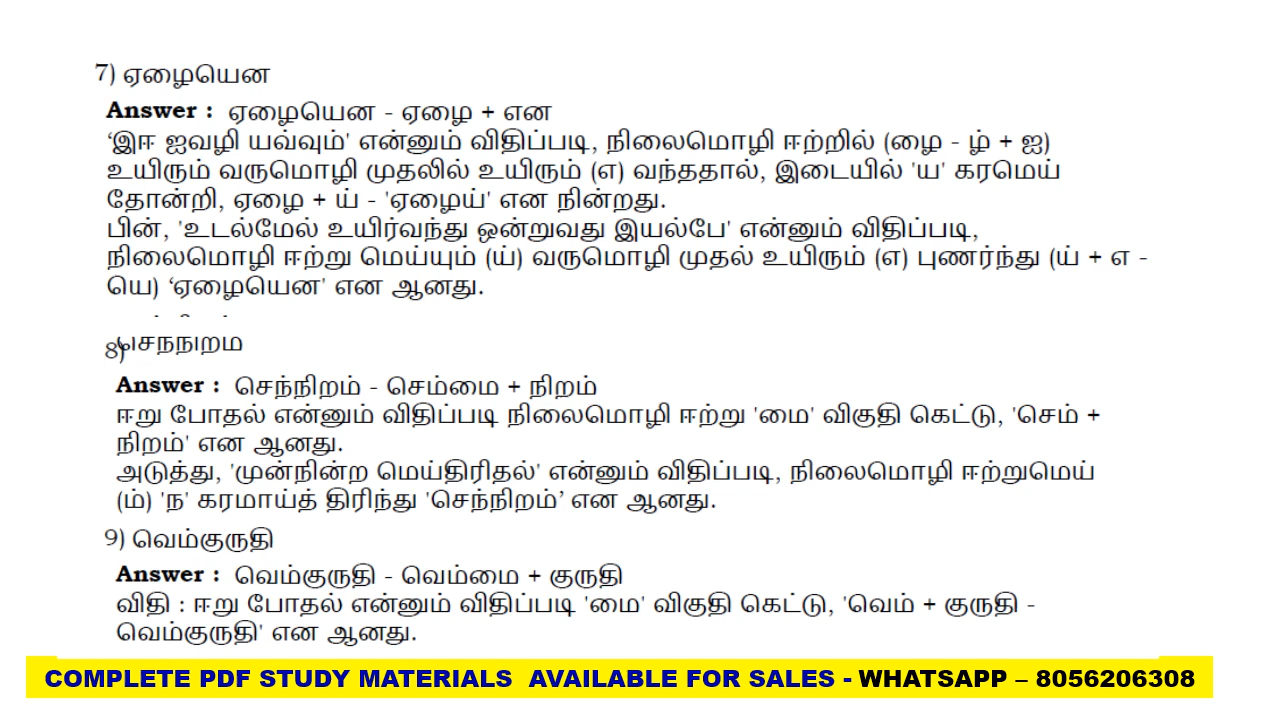 7) ஏழையென
Answer : ஏழையென - ஏழை + என
‘இஈ ஐவழி யவ்வும்' என்னும் விதிப்படி, நிலைமொழி ஈற்றில் (ழை - ழ் + ஐ)
உயிரும் வருமொழி முதலில் உயிரும் (எ) வந்ததால், இடையில் 'ய' கரமெய்
தோன்றி, ஏழை + ய் - 'ஏழைய்' என நின்றது.
பின், 'உடல்மேல் உயிர்வந்து ஒன்றுவது இயல்பே' என்னும் விதிப்படி,
நிலைமொழி ஈற்று மெய்யும் (ய்) வருமொழி முதல் உயிரும் (எ) புணர்ந்து (ய் + எ -
யெ) ‘ஏழையென' என ஆனது.
8) செந்நிறம்
Answer : செந்நிறம் - செம்மை + நிறம்
ஈறு போதல் என்னும் விதிப்படி நிலைமொழி ஈற்று 'மை' விகுதி கெட்டு, 'செம் +
நிறம்' என ஆனது.
அடுத்து, 'முன்நின்ற மெய்திரிதல்' என்னும் விதிப்படி, நிலைமொழி ஈற்றுமெய்
(ம்) 'ந' கரமாய்த் திரிந்து 'செந்நிறம்’ என ஆனது.
9) வெம்குருதி
Answer : வெம்குருதி - வெம்மை + குருதி
விதி : ஈறு போதல் என்னும் விதிப்படி 'மை' விகுதி கெட்டு, 'வெம் + குருதி -
வெம்குருதி' என ஆனது.
COMPLETE PDF STUDY MATERIALS AVAILABLE FOR SALES - WHATSAPP – 8056206308